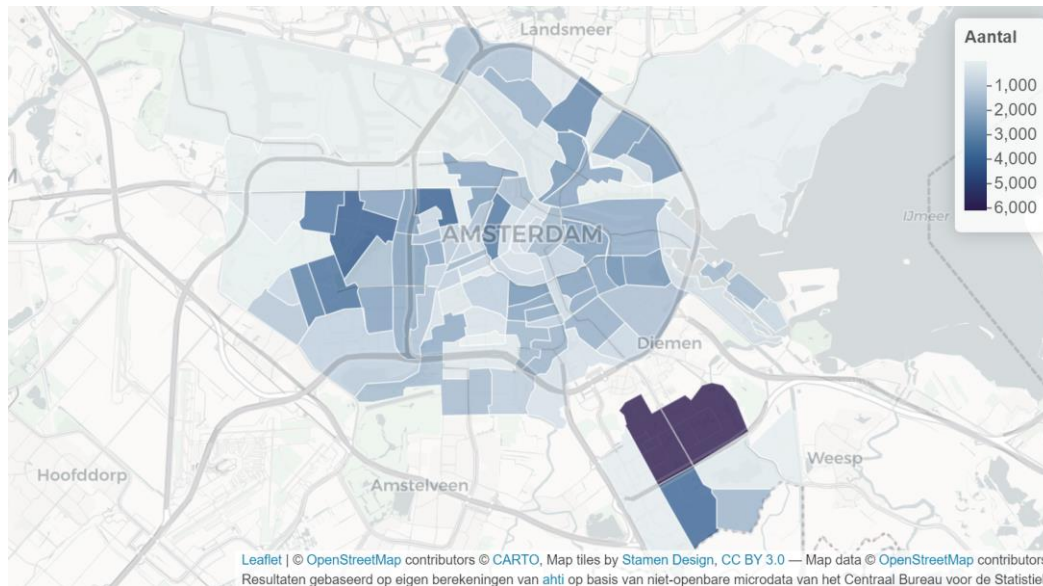 Landsmeer
Aantal
1,000
2,000
3,000
4,000
5,000
6,000
M
IJmeer
AMSTERDAM
Diemen
Weesp
Hoofddorp
Amstelveen
Leaflet | © OpenStreetMap contributors © CARTO, Map tiles by Stamen Design, CC BY 3.0 — Map data © OpenStreetMap contributors
Resultaten gebaseerd op eigen berekeningen van ahti op basis van niet-openbare microdata van het Centraal Bureau voor de Statistie